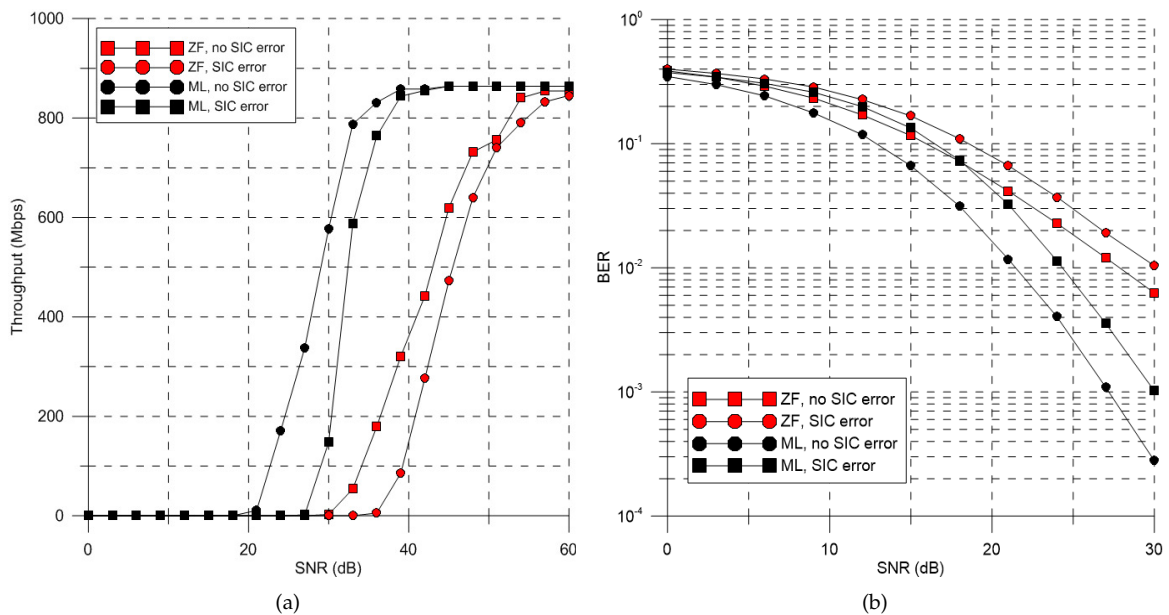 1000
800
600
400
200
0
Throughput (Mbps)
ZF, no SIC error
ZF, SIC error
ML, no SIC error
ML, SIC error
0
20
40
60
SNR (dB)
(a)
10^0
10^-1
10^-2
10^-3
10^-4
BER
ZF, no SIC error
ZF, SIC error
ML, no SIC error
ML, SIC error
0
10
20
30
SNR (dB)
(b)